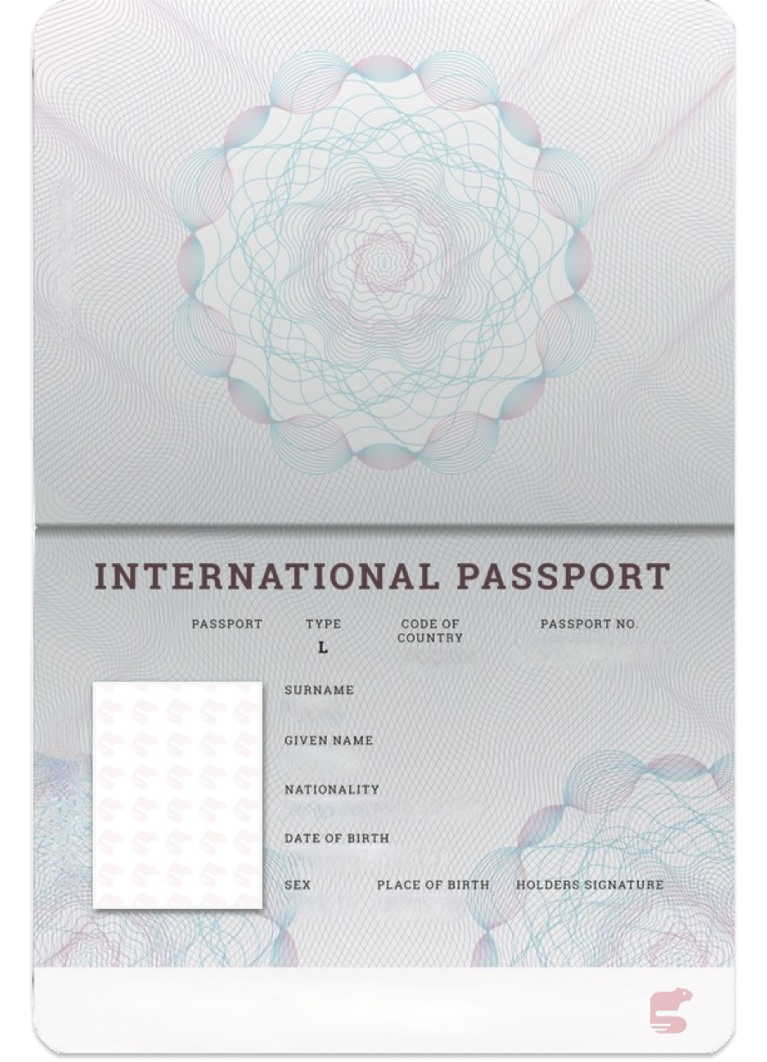 INTERNATIONAL PASSPORT
PASSPORT TYPE CODE OF COUNTRY PASSPORT NO.
L
SURNAME
GIVEN NAME
NATIONALITY
DATE OF BIRTH
SEX PLACE OF BIRTH HOLDERS SIGNATURE